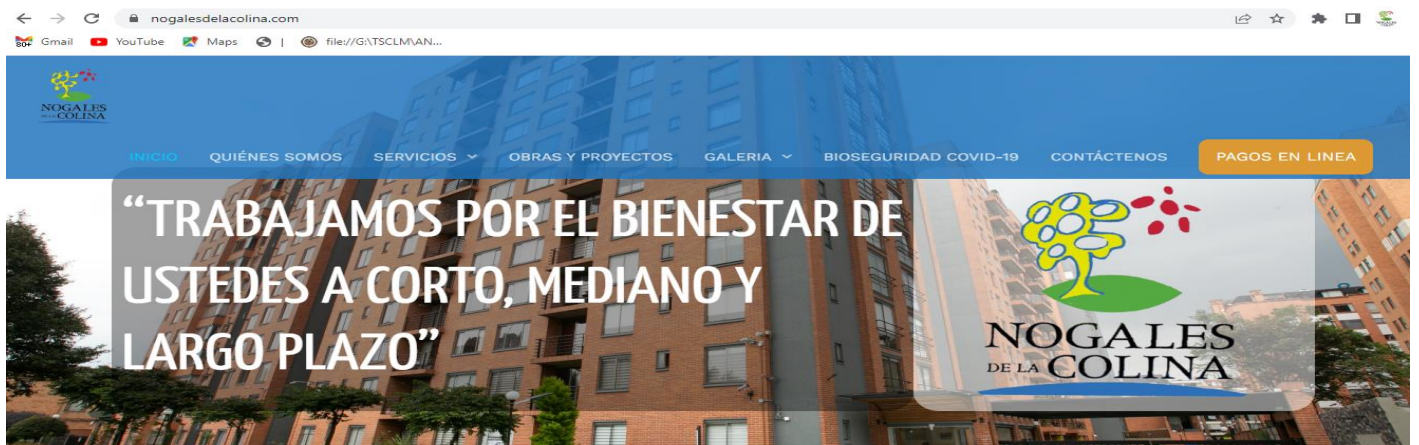 nogalesdelacolina.com
80+ Gmail YouTube Maps | file://G:\TSCLM\AN...
NOGALES
DE LA COLINA
INICIO QUIÉNES SOMOS SERVICIOS OBRAS Y PROYECTOS GALERIA BIOSEGURIDAD COVID-19 CONTÁCTENOS PAGOS EN LINEA
“TRABAJAMOS POR EL BIENESTAR DE
USTEDES A CORTO, MEDIANO Y
LARGO PLAZO”
NOGALES
DE LA COLINA